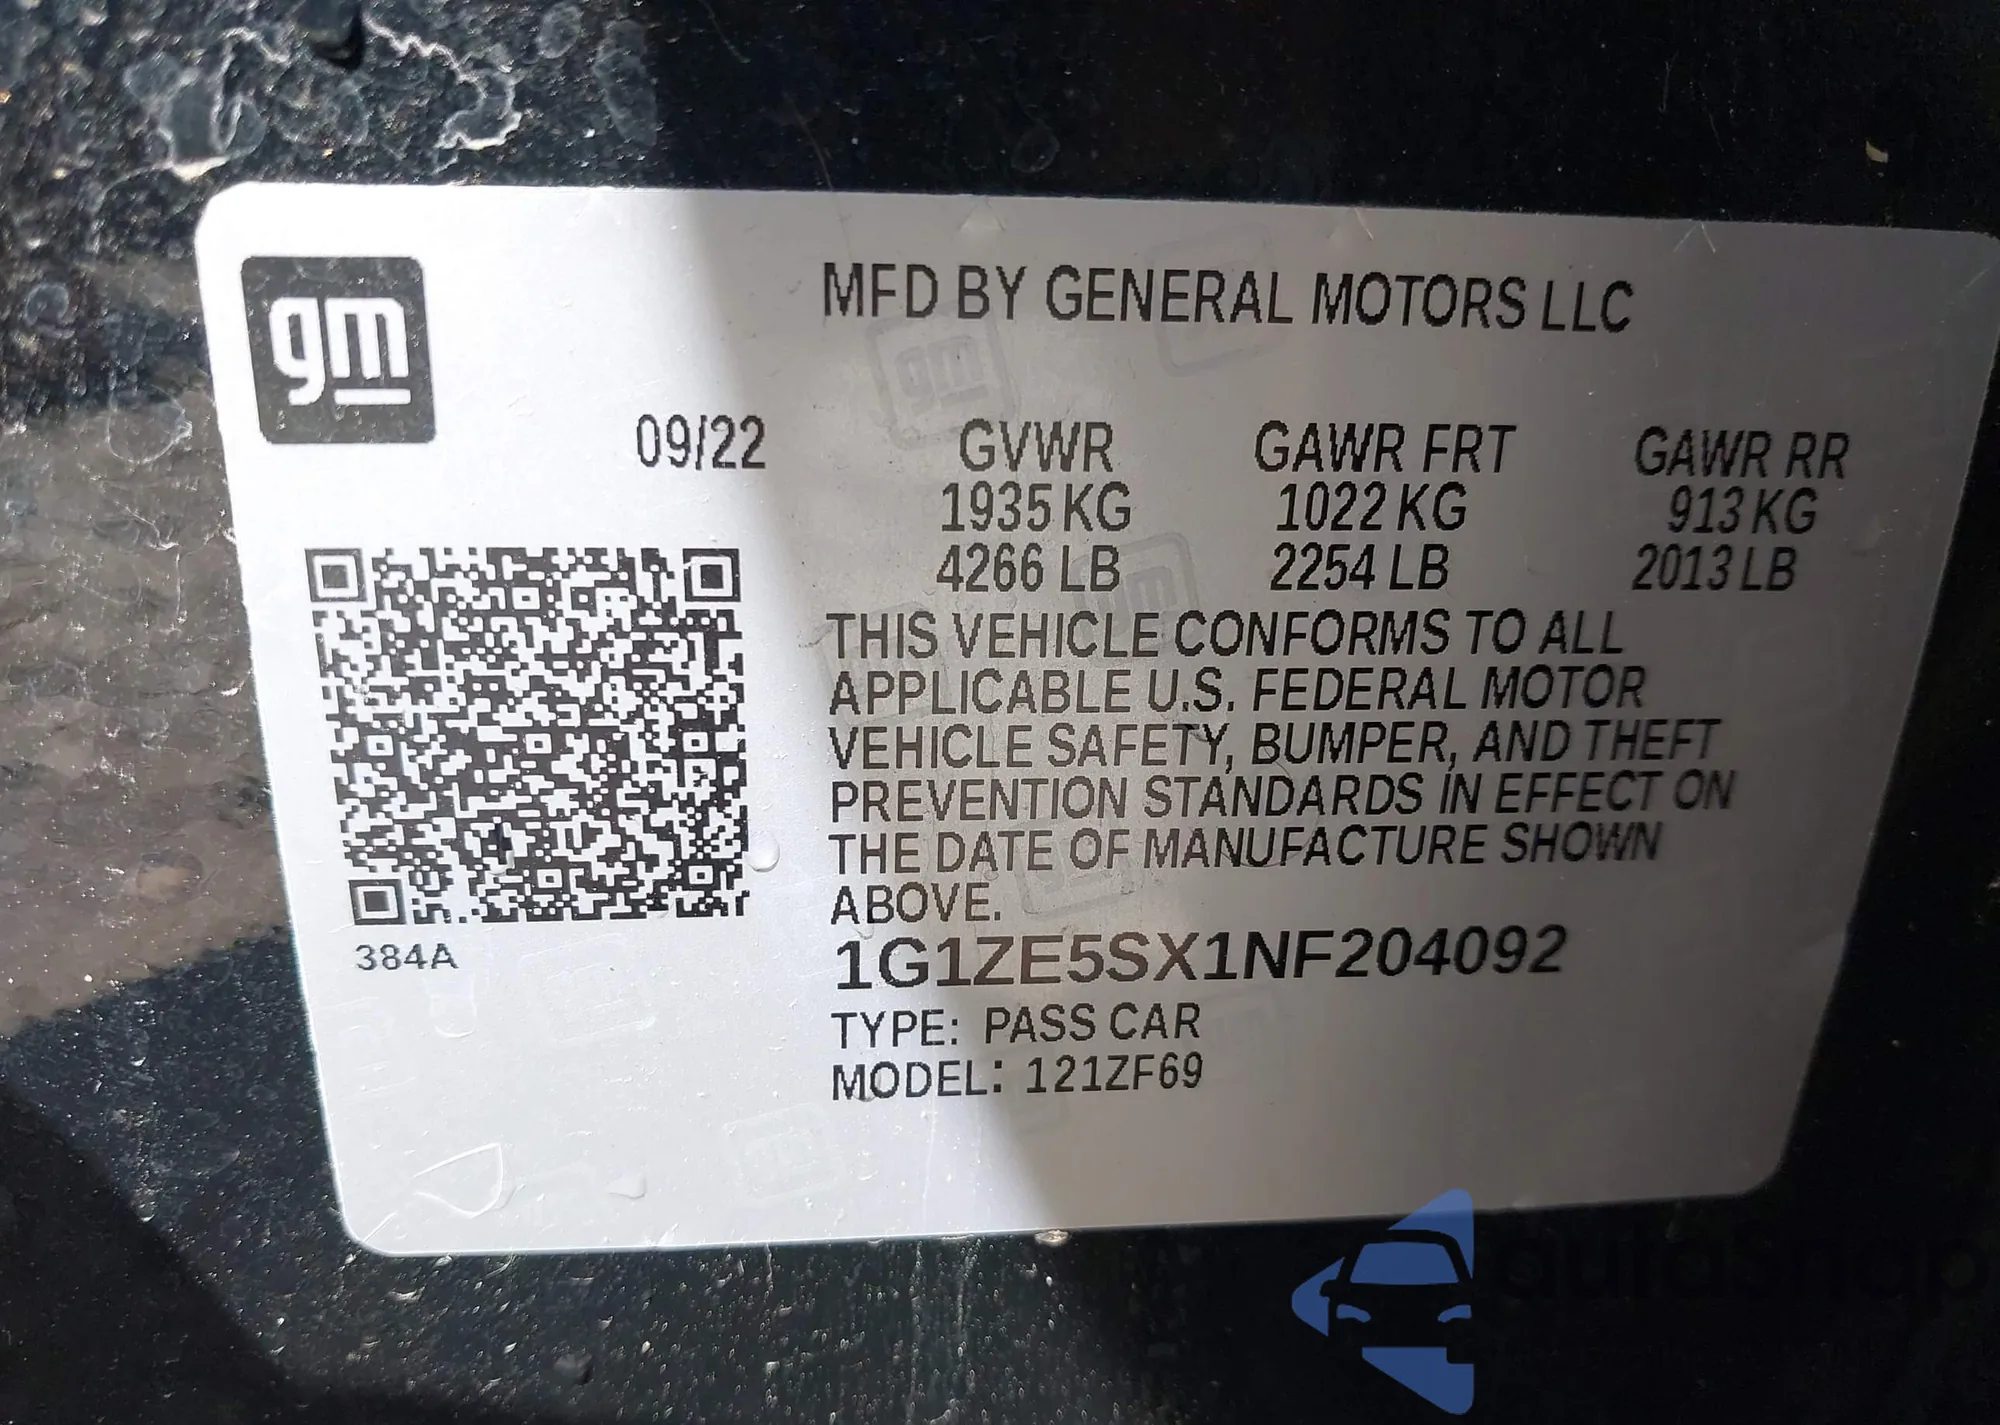 gm
MFD BY GENERAL MOTORS LLC
09/22
GVWR GAWR FRT GAWR RR
1935 KG 1022 KG 913 KG
4266 LB 2254 LB 2013 LB
THIS VEHICLE CONFORMS TO ALL
APPLICABLE U.S. FEDERAL MOTOR
VEHICLE SAFETY, BUMPER, AND THEFT
PREVENTION STANDARDS IN EFFECT ON
THE DATE OF MANUFACTURE SHOWN
ABOVE.
384A
1G1ZE5SX1NF204092
TYPE: PASS CAR
MODEL: 121ZF69